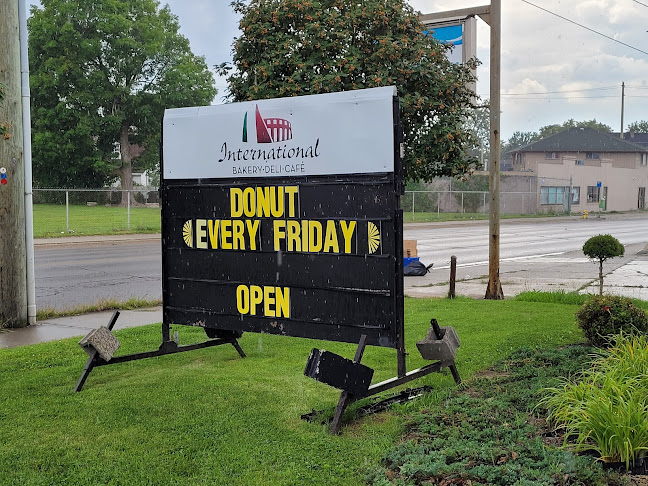 International
BAKERY·DELI·CAFÉ
DONUT
EVERY FRIDAY
OPEN